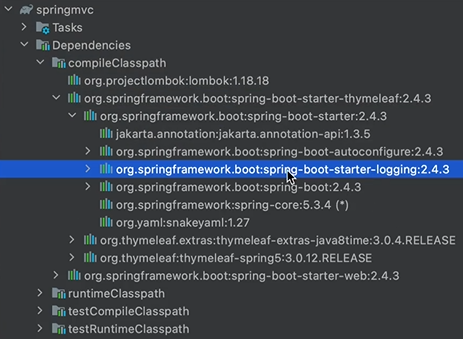 springmvc
Tasks
Dependencies
compileClasspath
org.projectlombok:lombok:1.18.18
org.springframework.boot:spring-boot-starter-thymeleaf:2.4.3
org.springframework.boot:spring-boot-starter:2.4.3
jakarta.annotation:jakarta.annotation-api:1.3.5
org.springframework.boot:spring-boot-autoconfigure:2.4.3
org.springframework.boot:spring-boot-starter-logging:2.4.3
org.springframework.boot:spring-boot:2.4.3
org.springframework:spring-core:5.3.4 (*)
org.yaml:snakeyaml:1.27
org.thymeleaf.extras:thymeleaf-extras-java8time:3.0.4.RELEASE
org.thymeleaf:thymeleaf-spring5:3.0.12.RELEASE
org.springframework.boot:spring-boot-starter-web:2.4.3
runtimeClasspath
testCompileClasspath
testRuntimeClasspath